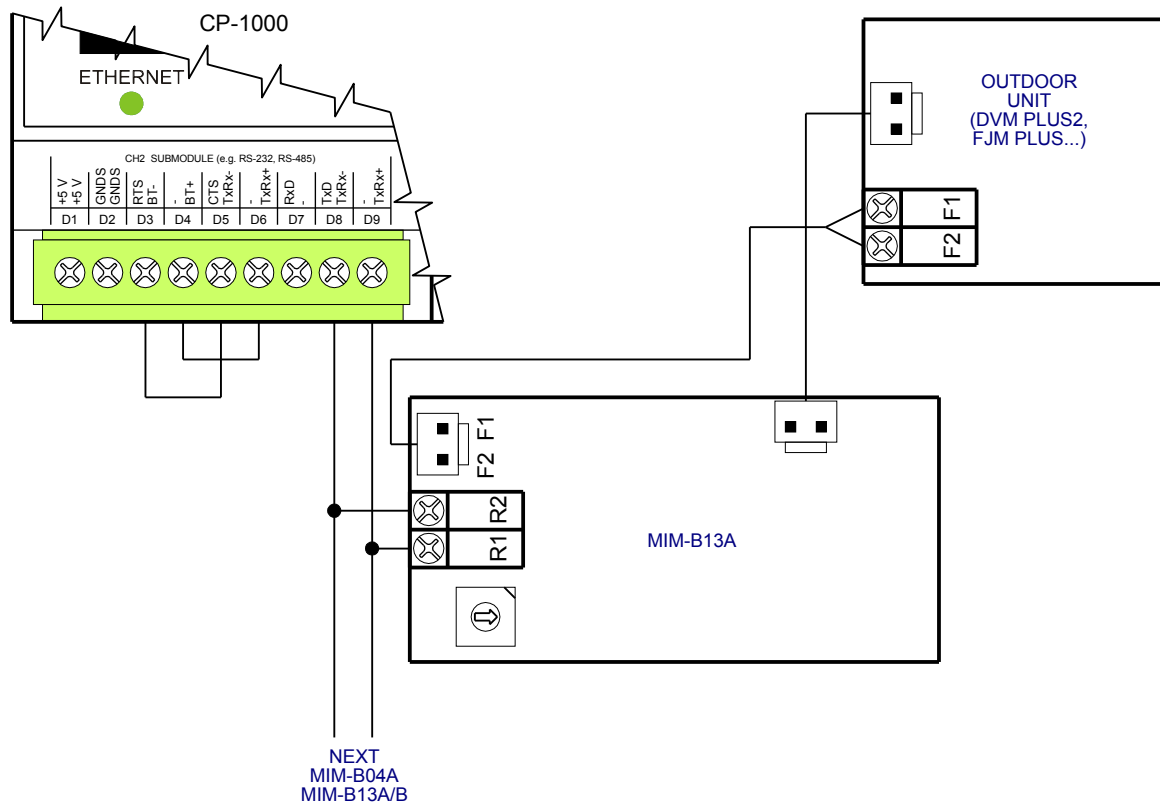 CP-1000
ETHERNET
CH2 SUBMODULE (e.g. RS-232, RS-485)
+5 V
+5 V
GNDS
GNDS
RTS
BT-
-
BT+
CTS
TxRx-
-
TxRx+
RxD
-
TxD
TxRx-
-
TxRx+
D1 D2 D3 D4 D5 D6 D7 D8 D9
OUTDOOR
UNIT
(DVM PLUS2,
FJM PLUS...)
F1
F2
F1
F2
R2
R1
MIM-B13A
NEXT
MIM-B04A
MIM-B13A/B